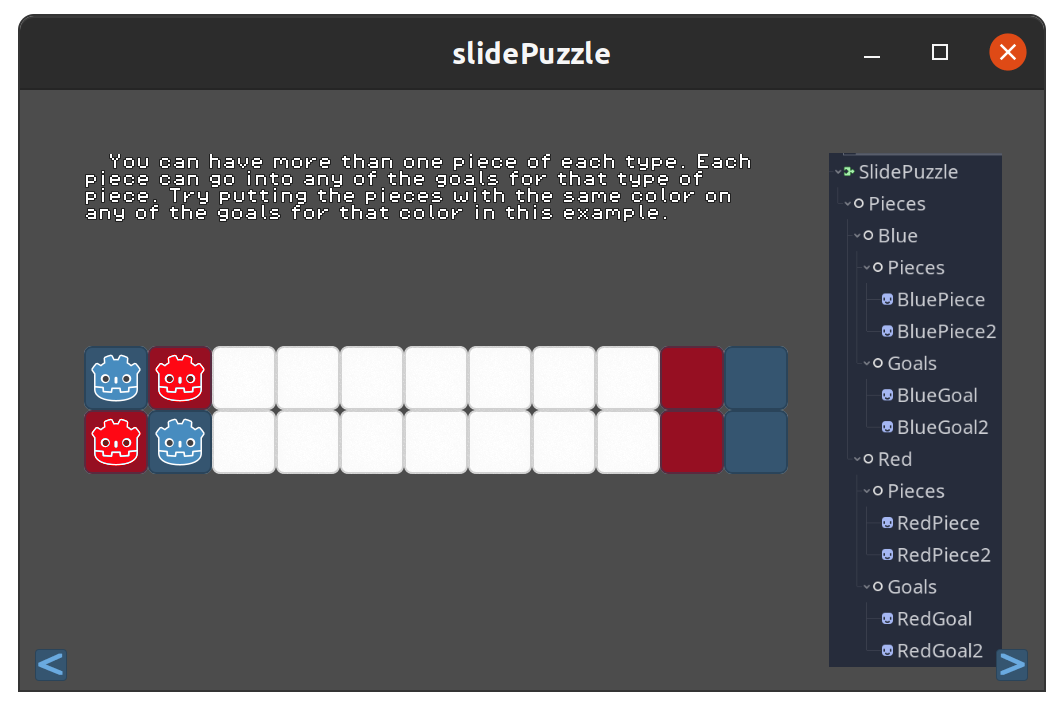 slidePuzzle
You can have more than one piece of each type. Each
piece can go into any of the goals for that type of
piece. Try putting the pieces with the same color on
any of the goals for that color in this example.
SlidePuzzle
Pieces
Blue
Pieces
BluePiece
BluePiece2
Goals
BlueGoal
BlueGoal2
Red
Pieces
RedPiece
RedPiece2
Goals
RedGoal
RedGoal2
< >